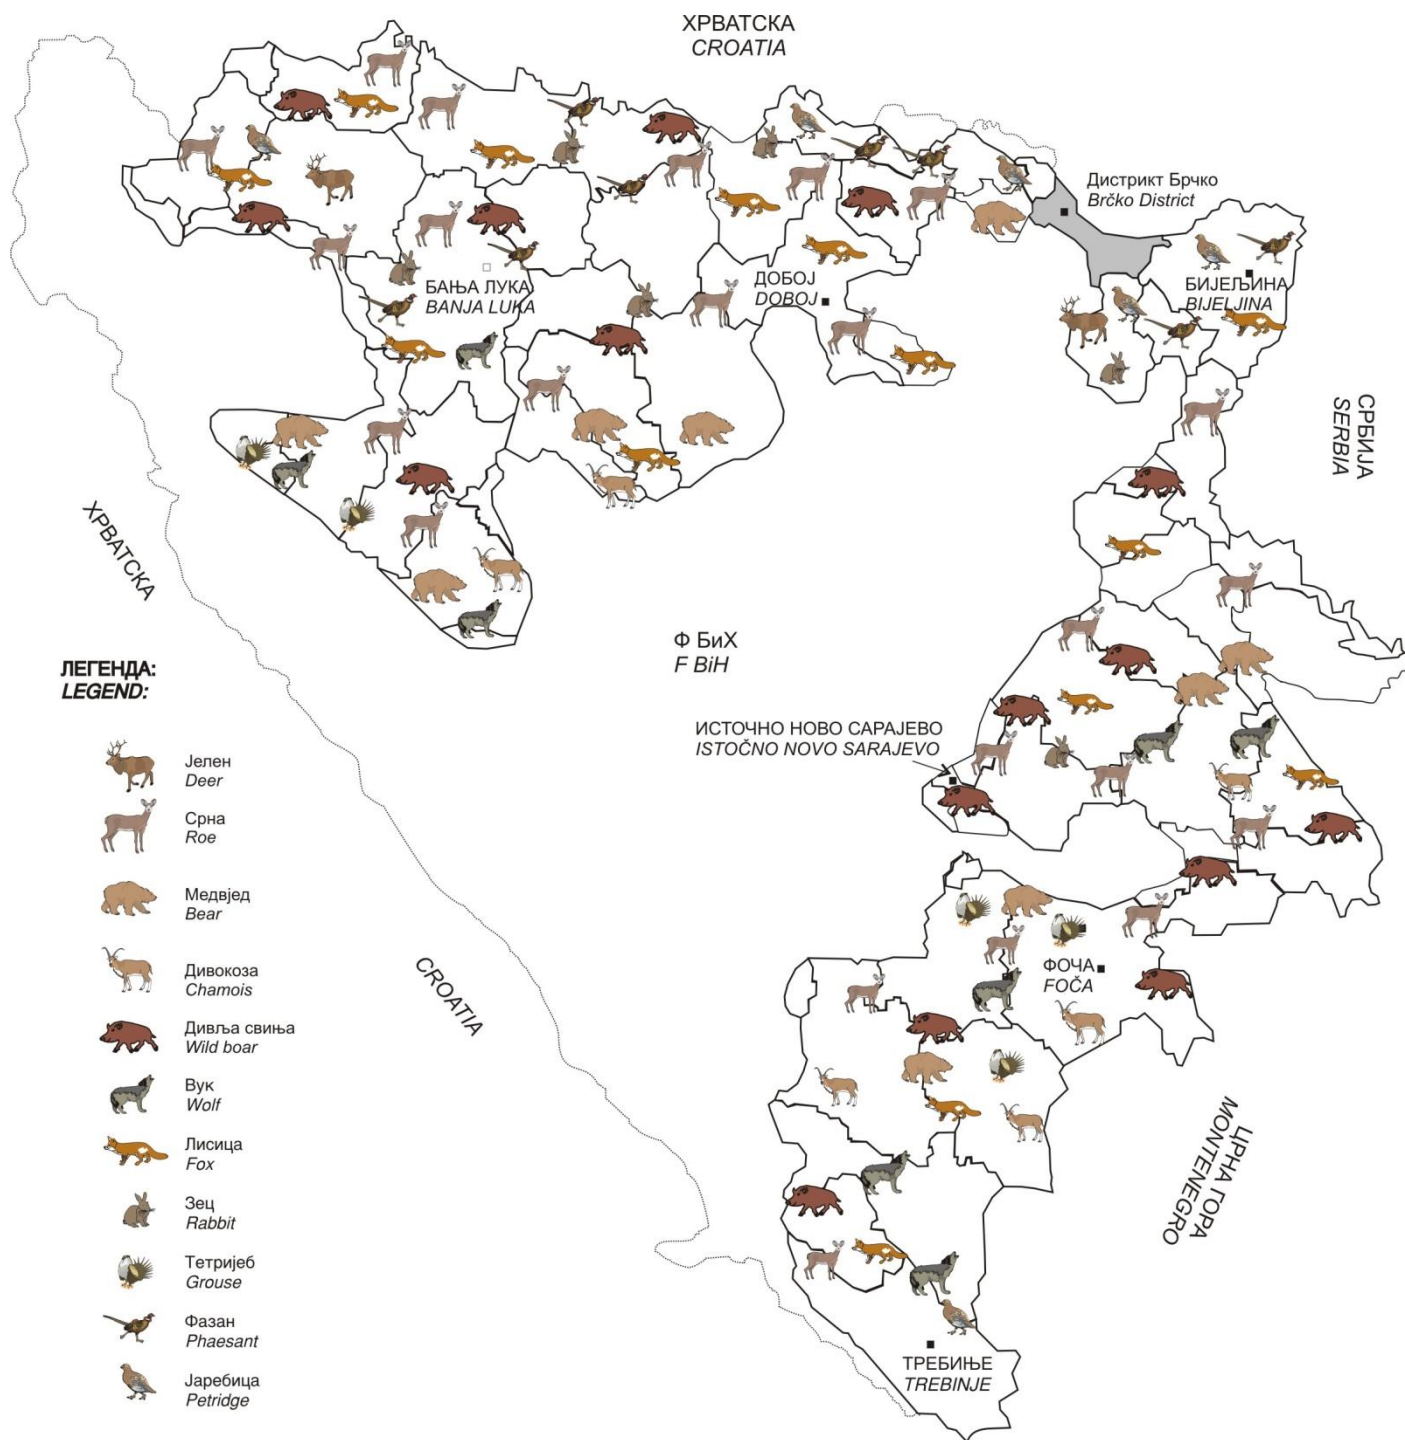 ХРВАТСКА
CROATIA
Дистрикт Брчко
Brčko District
БАЊА ЛУКА
BANJA LUKA
ДОБОЈ
DOBOJ
БИЈЕЉИНА
BIJELJINA
СРБИЈА
SERBIA
ХРВАТСКА
CROATIA
Ф БиХ
F BiH
ИСТОЧНО НОВО САРАЈЕВО
ISTOČNO NOVO SARAJEVO
ФОЧА
FOČA
ЦРНА ГОРА
MONTENEGRO
ТРЕБИЊЕ
TREBINJE
ЛЕГЕНДА:
LEGEND:
Јелен
Deer
Срна
Roe
Медвјед
Bear
Дивокоза
Chamois
Дивља свиња
Wild boar
Вук
Wolf
Лисица
Fox
Зец
Rabbit
Тетријеб
Grouse
Фазан
Phaesant
Јаребица
Petridge